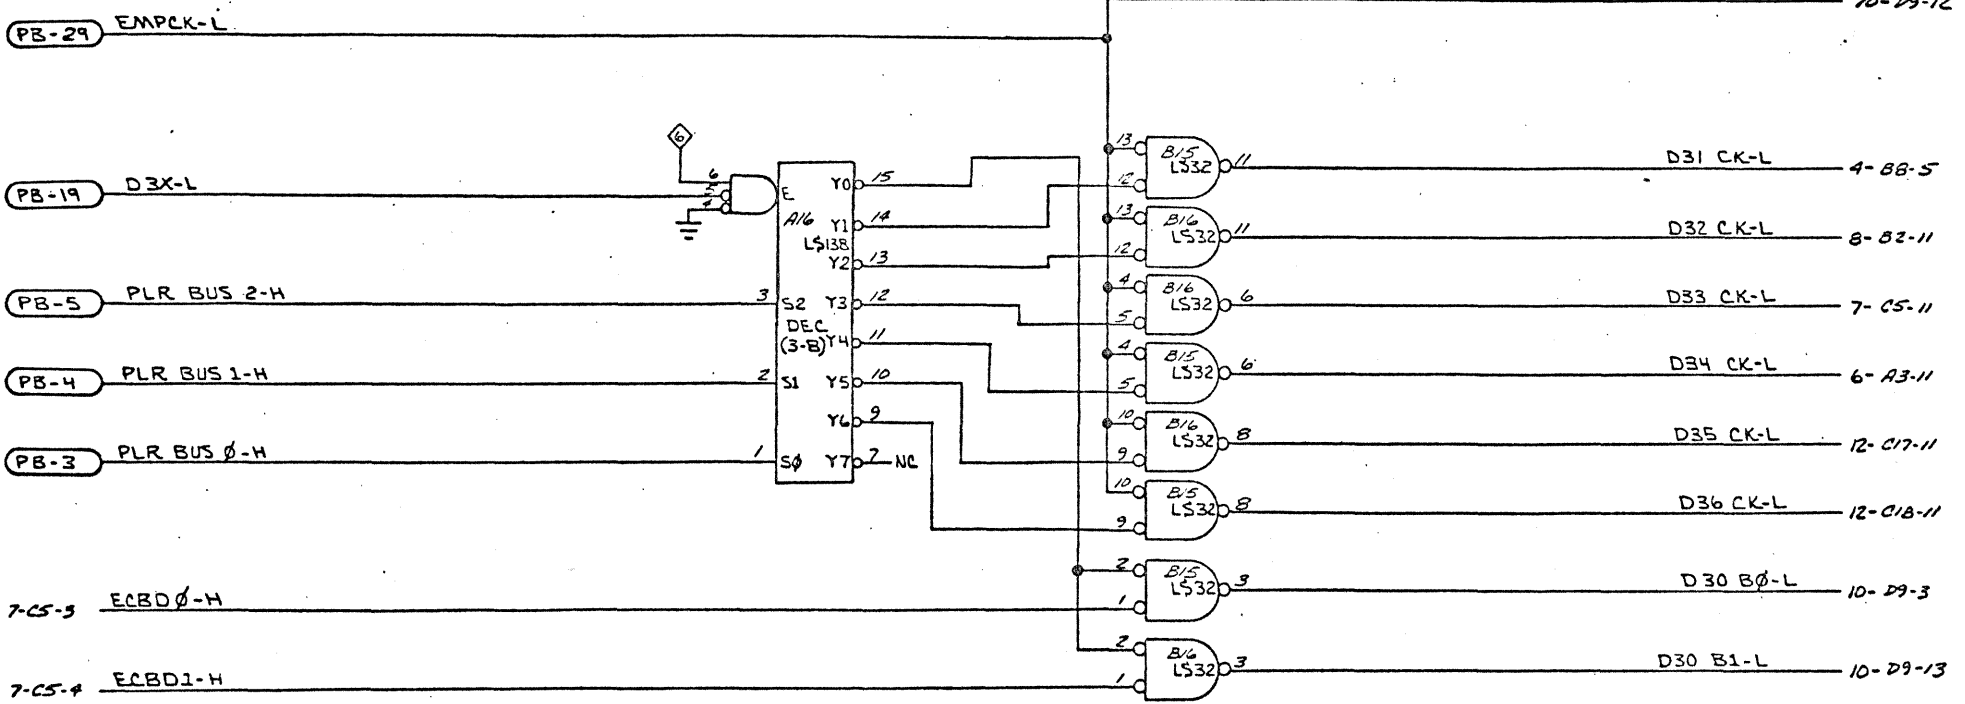 10-D9-12
PB-29 EMPCK-L
6
PB-19 D3X-L
6
5
4
E
A16
LS138
DEC
(3-8)
PB-5 PLR BUS 2-H 3 S2
PB-4 PLR BUS 1-H 2 S1
PB-3 PLR BUS Ø-H 1 SØ
Y0 15
Y1 14
Y2 13
Y3 12
Y4 11
Y5 10
Y6 9
Y7 7 NC
13 12 B15 LS32 11 D31 CK-L 4-B8-5
13 12 B16 LS32 11 D32 CK-L 8-B2-11
4 5 B16 LS32 6 D33 CK-L 7-C5-11
4 5 B15 LS32 6 D34 CK-L 6-A3-11
10 9 B16 LS32 8 D35 CK-L 12-C17-11
10 9 B15 LS32 8 D36 CK-L 12-C18-11
7-C5-3 ECBDØ-H
2 1 B15 LS32 3 D30 BØ-L 10-D9-3
7-C5-4 ECBD1-H
2 1 B16 LS32 3 D30 B1-L 10-D9-13